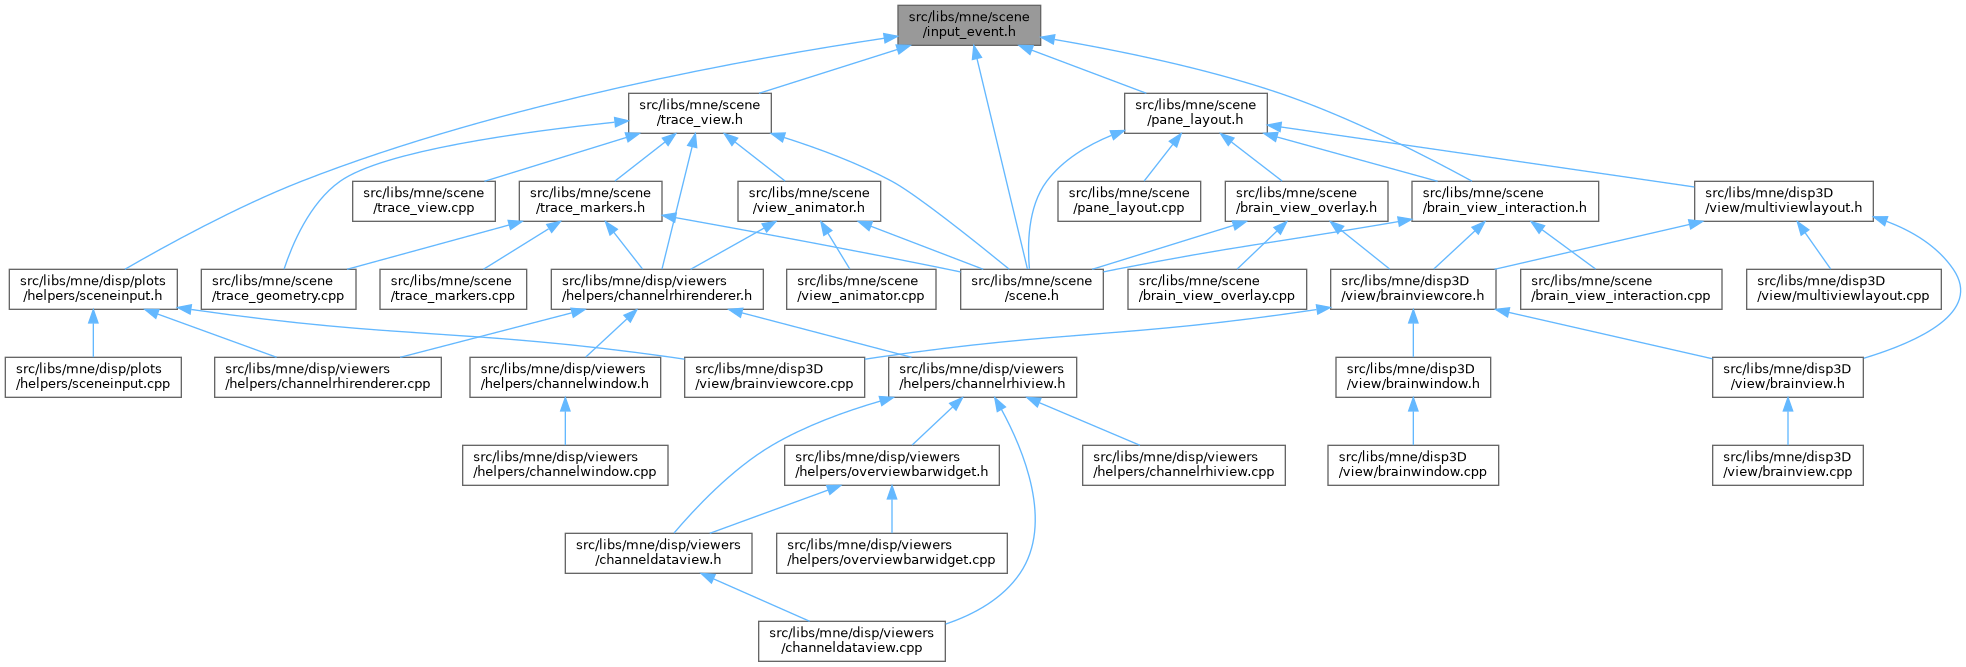 src/libs/mne/scene
/input_event.h
src/libs/mne/scene
/trace_view.h
src/libs/mne/scene
/pane_layout.h
src/libs/mne/scene
/trace_view.cpp
src/libs/mne/scene
/trace_markers.h
src/libs/mne/scene
/view_animator.h
src/libs/mne/scene
/pane_layout.cpp
src/libs/mne/scene
/brain_view_overlay.h
src/libs/mne/scene
/brain_view_interaction.h
src/libs/mne/disp3D
/view/multiviewlayout.h
src/libs/mne/disp/plots
/helpers/sceneinput.h
src/libs/mne/scene
/trace_geometry.cpp
src/libs/mne/scene
/trace_markers.cpp
src/libs/mne/disp/viewers
/helpers/channelrhirenderer.h
src/libs/mne/scene
/view_animator.cpp
src/libs/mne/scene
/scene.h
src/libs/mne/scene
/brain_view_overlay.cpp
src/libs/mne/disp3D
/view/brainviewcore.h
src/libs/mne/scene
/brain_view_interaction.cpp
src/libs/mne/disp3D
/view/multiviewlayout.cpp
src/libs/mne/disp/plots
/helpers/sceneinput.cpp
src/libs/mne/disp/viewers
/helpers/channelrhirenderer.cpp
src/libs/mne/disp/viewers
/helpers/channelwindow.h
src/libs/mne/disp3D
/view/brainviewcore.cpp
src/libs/mne/disp/viewers
/helpers/channelrhiview.h
src/libs/mne/disp3D
/view/brainwindow.h
src/libs/mne/disp3D
/view/brainview.h
src/libs/mne/disp/viewers
/helpers/channelwindow.cpp
src/libs/mne/disp/viewers
/helpers/overviewbarwidget.h
src/libs/mne/disp/viewers
/helpers/channelrhiview.cpp
src/libs/mne/disp3D
/view/brainwindow.cpp
src/libs/mne/disp3D
/view/brainview.cpp
src/libs/mne/disp/viewers
/channeldataview.h
src/libs/mne/disp/viewers
/helpers/overviewbarwidget.cpp
src/libs/mne/disp/viewers
/channeldataview.cpp